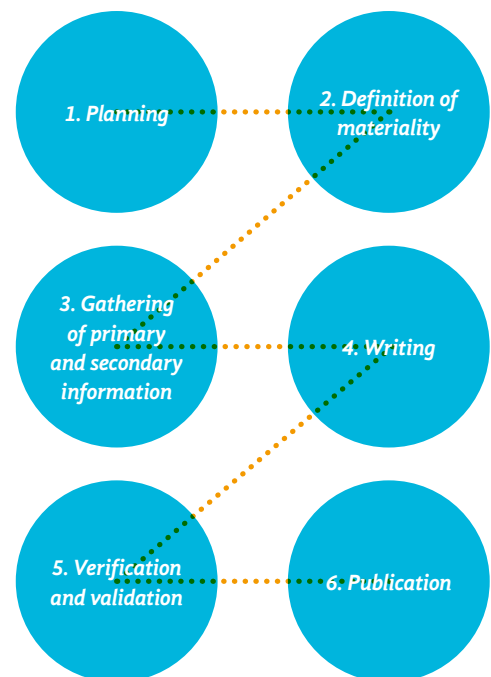 1. Planning
2. Definition of
materiality
3. Gathering
of primary
and secondary
information
4. Writing
5. Verification
and validation
6. Publication